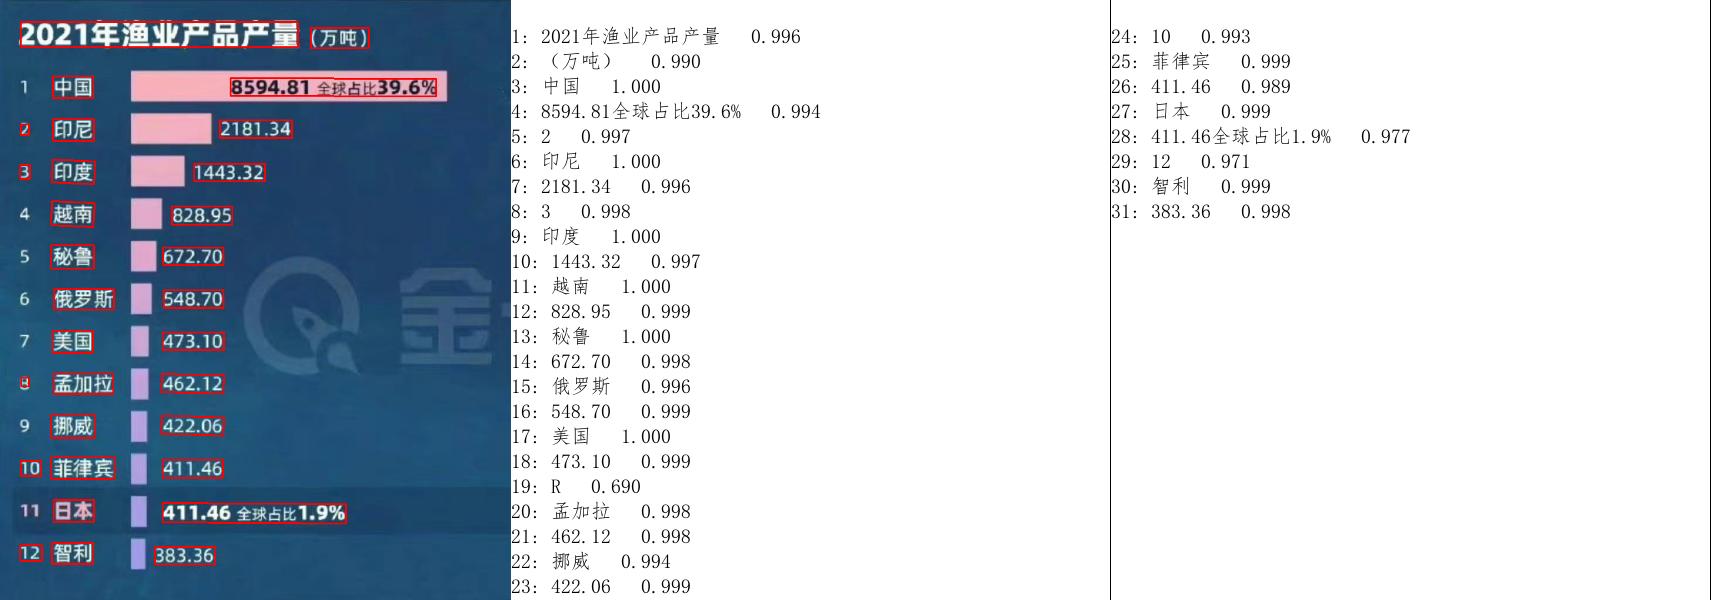 2021年渔业产品产量 (万吨)
1 中国 8594.81 全球占比39.6%
2 印尼 2181.34
3 印度 1443.32
4 越南 828.95
5 秘鲁 672.70
6 俄罗斯 548.70
7 美国 473.10
8 孟加拉 462.12
9 挪威 422.06
10 菲律宾 411.46
11 日本 411.46 全球占比1.9%
12 智利 383.36
金
1: 2021年渔业产品产量 0.996
2: (万吨) 0.990
3: 中国 1.000
4: 8594.81全球占比39.6% 0.994
5: 2 0.997
6: 印尼 1.000
7: 2181.34 0.996
8: 3 0.998
9: 印度 1.000
10: 1443.32 0.997
11: 越南 1.000
12: 828.95 0.999
13: 秘鲁 1.000
14: 672.70 0.998
15: 俄罗斯 0.996
16: 548.70 0.999
17: 美国 1.000
18: 473.10 0.999
19: R 0.690
20: 孟加拉 0.998
21: 462.12 0.998
22: 挪威 0.994
23: 422.06 0.999
24: 10 0.993
25: 菲律宾 0.999
26: 411.46 0.989
27: 日本 0.999
28: 411.46全球占比1.9% 0.977
29: 12 0.971
30: 智利 0.999
31: 383.36 0.998